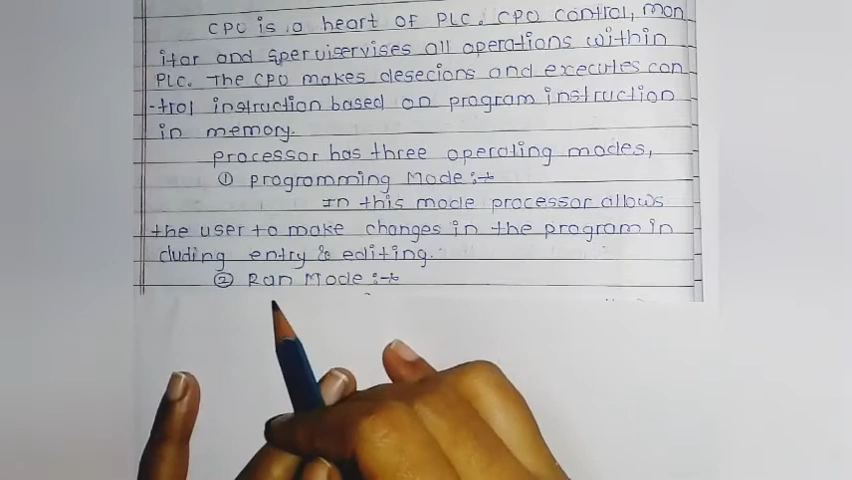 CPU is a heart of PLC. CPU control, mon
itor and sperviservises all operations within
PLC. The CPU makes desecions and executes con
-trol instruction based on program instruction
in memory.
processor has three operating modes,
① programming Mode :-
In this mode processor allows
the user to make changes in the program in
cluding entry & editing.
② Ran Mode :-